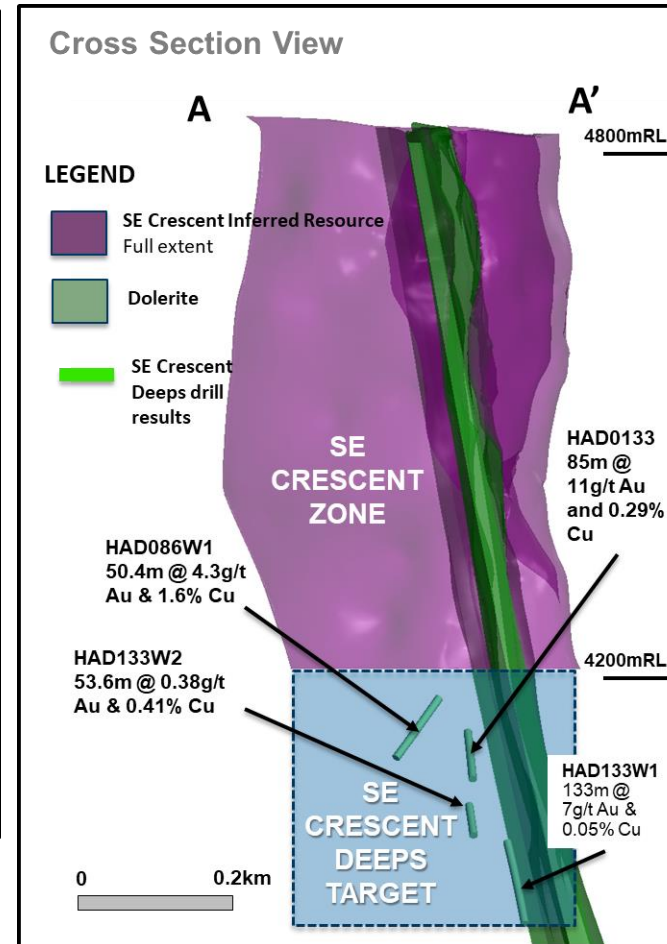 Cross Section View
A
A’
4800mRL
LEGEND
SE Crescent Inferred Resource
Full extent
Dolerite
SE Crescent
Deeps drill
results
SE
CRESCENT
ZONE
HAD0133
85m @
11g/t Au
and 0.29%
Cu
HAD086W1
50.4m @ 4.3g/t
Au & 1.6% Cu
HAD133W2
53.6m @ 0.38g/t
Au & 0.41% Cu
4200mRL
HAD133W1
133m @
7g/t Au &
0.05% Cu
SE
CRESCENT
DEEPS
TARGET
0
0.2km